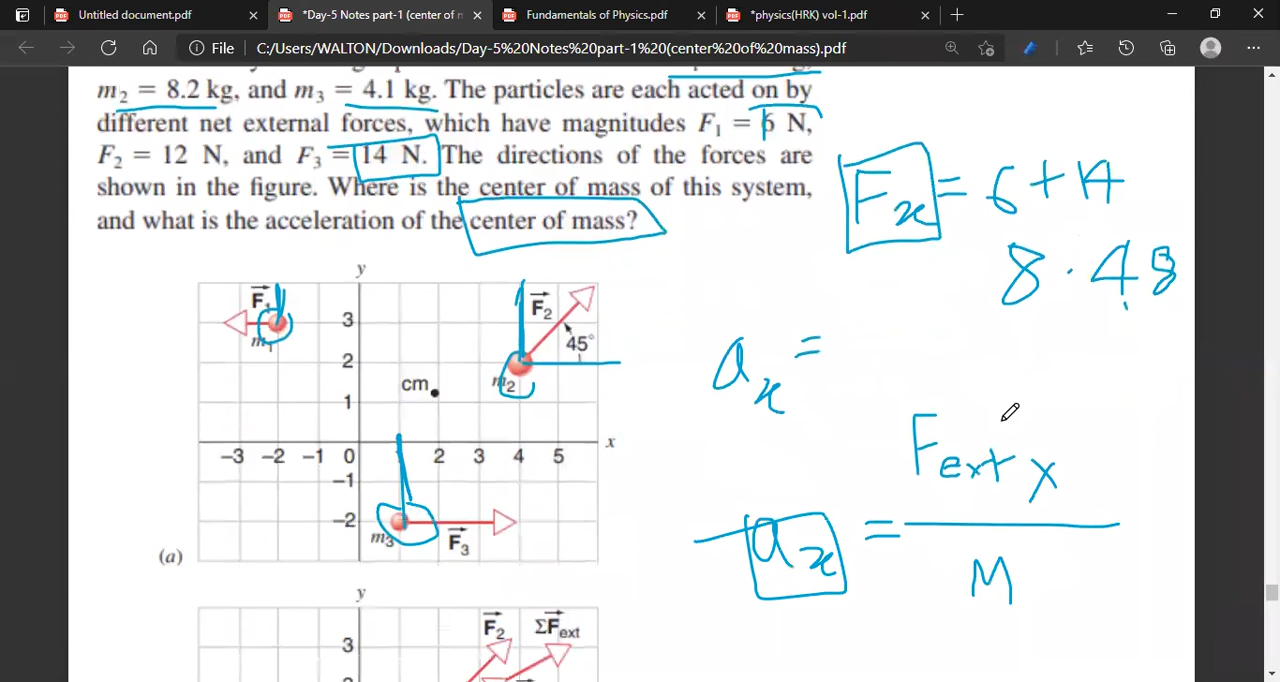 Untitled document.pdf
*Day-5 Notes part-1 (center of n
Fundamentals of Physics.pdf
*physics(HRK) vol-1.pdf
File
C:/Users/WALTON/Downloads/Day-5%20Notes%20part-1%20(center%20of%20mass).pdf
m₂ = 8.2 kg, and m₃ = 4.1 kg. The particles are each acted on by
different net external forces, which have magnitudes F₁ = 6 N,
F₂ = 12 N, and F₃ = 14 N. The directions of the forces are
shown in the figure. Where is the center of mass of this system,
and what is the acceleration of the center of mass?
Fx = 6+14
8.48
ax =
F ext x
ax =
M
y
F₁
m₁
F₂
45°
m₂
cm
3
2
1
x
-3 -2 -1 0 2 3 4 5
-1
-2
m₃
F₃
(a)
y
3
F₂
ΣFext